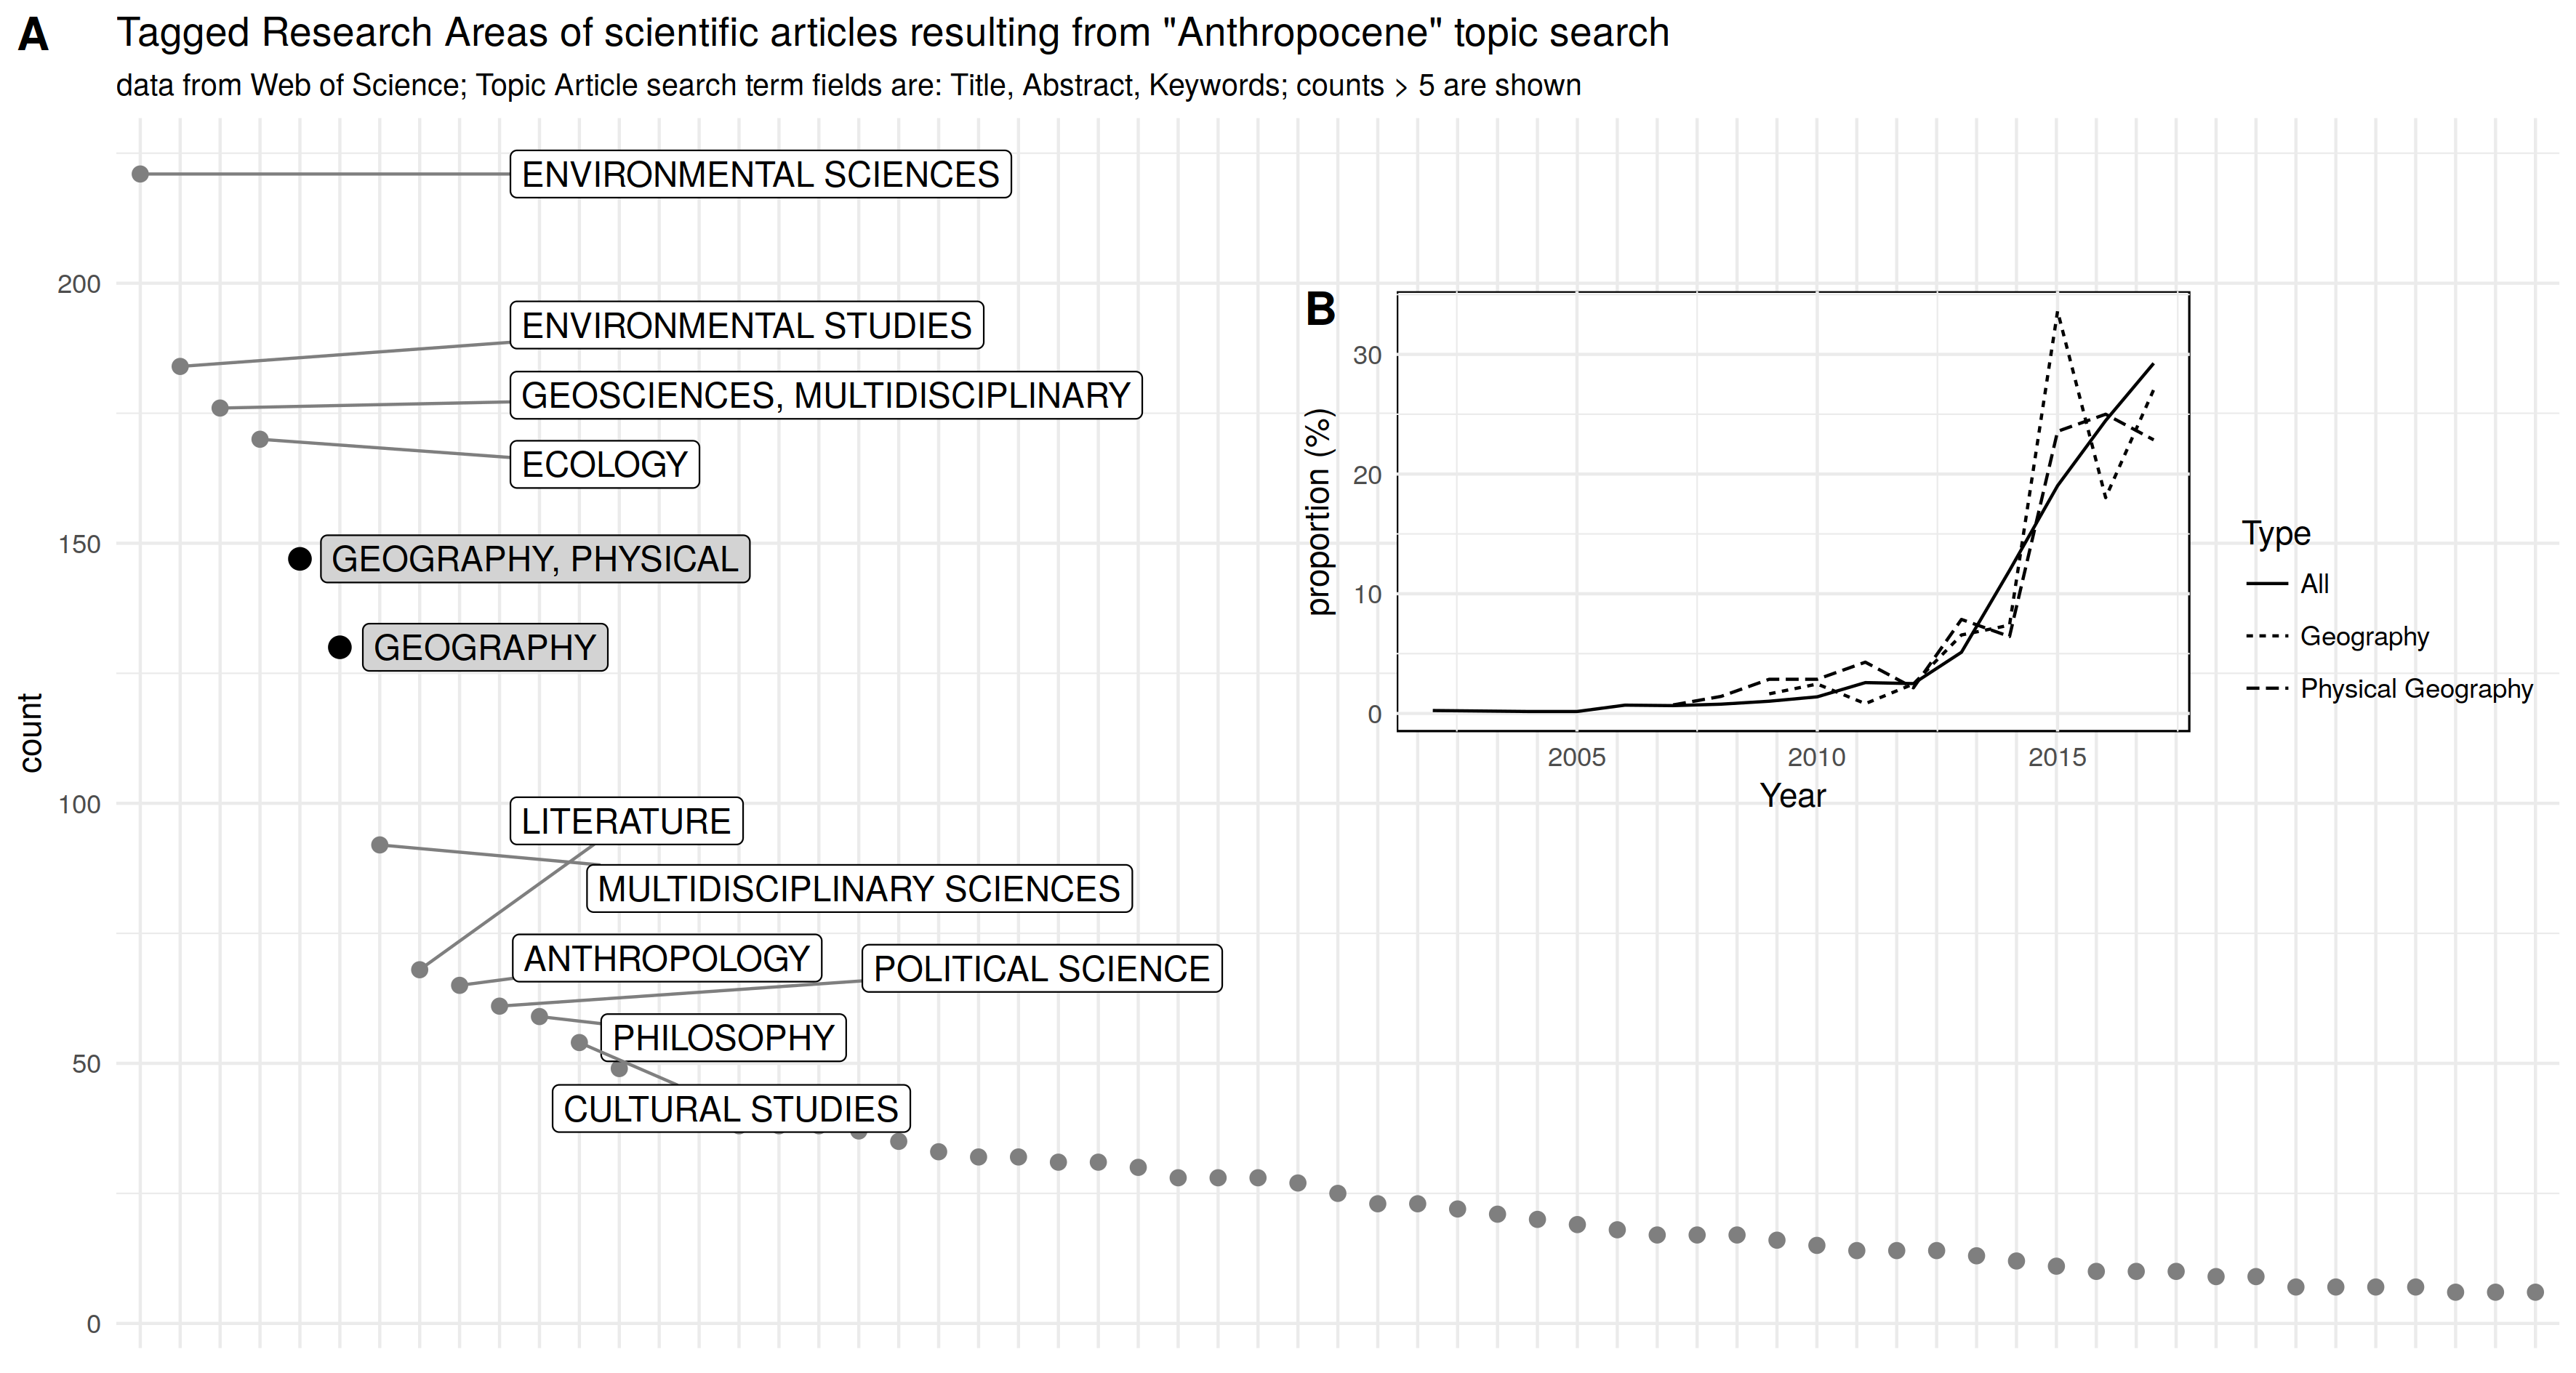 A
Tagged Research Areas of scientific articles resulting from "Anthropocene" topic search
data from Web of Science; Topic Article search term fields are: Title, Abstract, Keywords; counts > 5 are shown
count
200
150
100
50
0
ENVIRONMENTAL SCIENCES
ENVIRONMENTAL STUDIES
GEOSCIENCES, MULTIDISCIPLINARY
ECOLOGY
GEOGRAPHY, PHYSICAL
GEOGRAPHY
LITERATURE
MULTIDISCIPLINARY SCIENCES
ANTHROPOLOGY
POLITICAL SCIENCE
PHILOSOPHY
CULTURAL STUDIES
B
proportion (%)
30
20
10
0
2005
2010
2015
Year
Type
All
Geography
Physical Geography